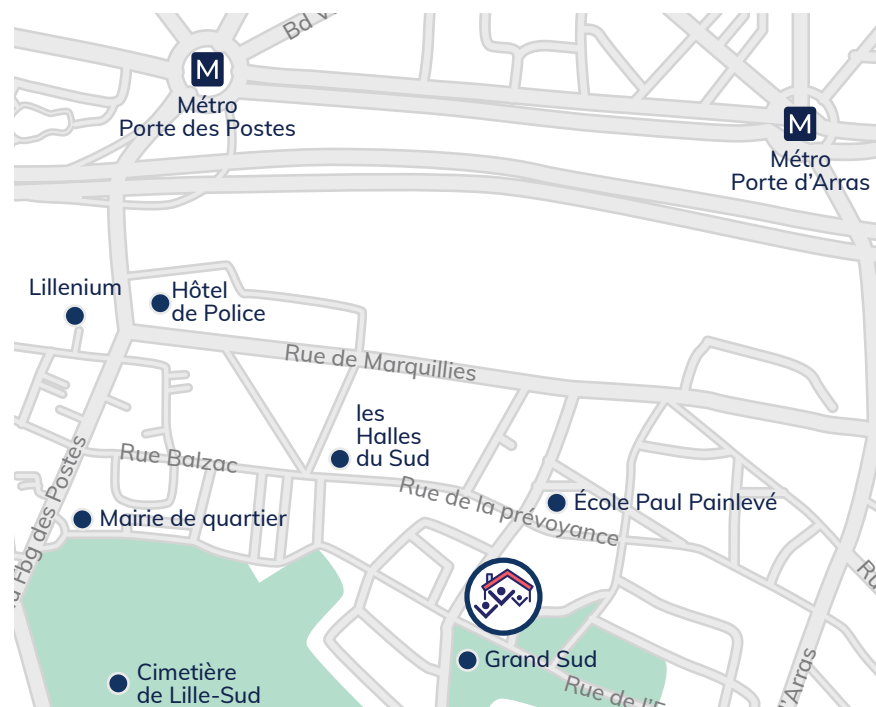 M
Métro
Porte des Postes
M
Métro
Porte d'Arras
Lillenium
Hôtel
de Police
Rue de Marquillies
les
Halles
du Sud
Rue Balzac
Rue de la prévoyance
École Paul Painlevé
Mairie de quartier
Fbg des Postes
Grand Sud
Cimetière
de Lille-Sud
Rue de l'
d'Arras
Bd